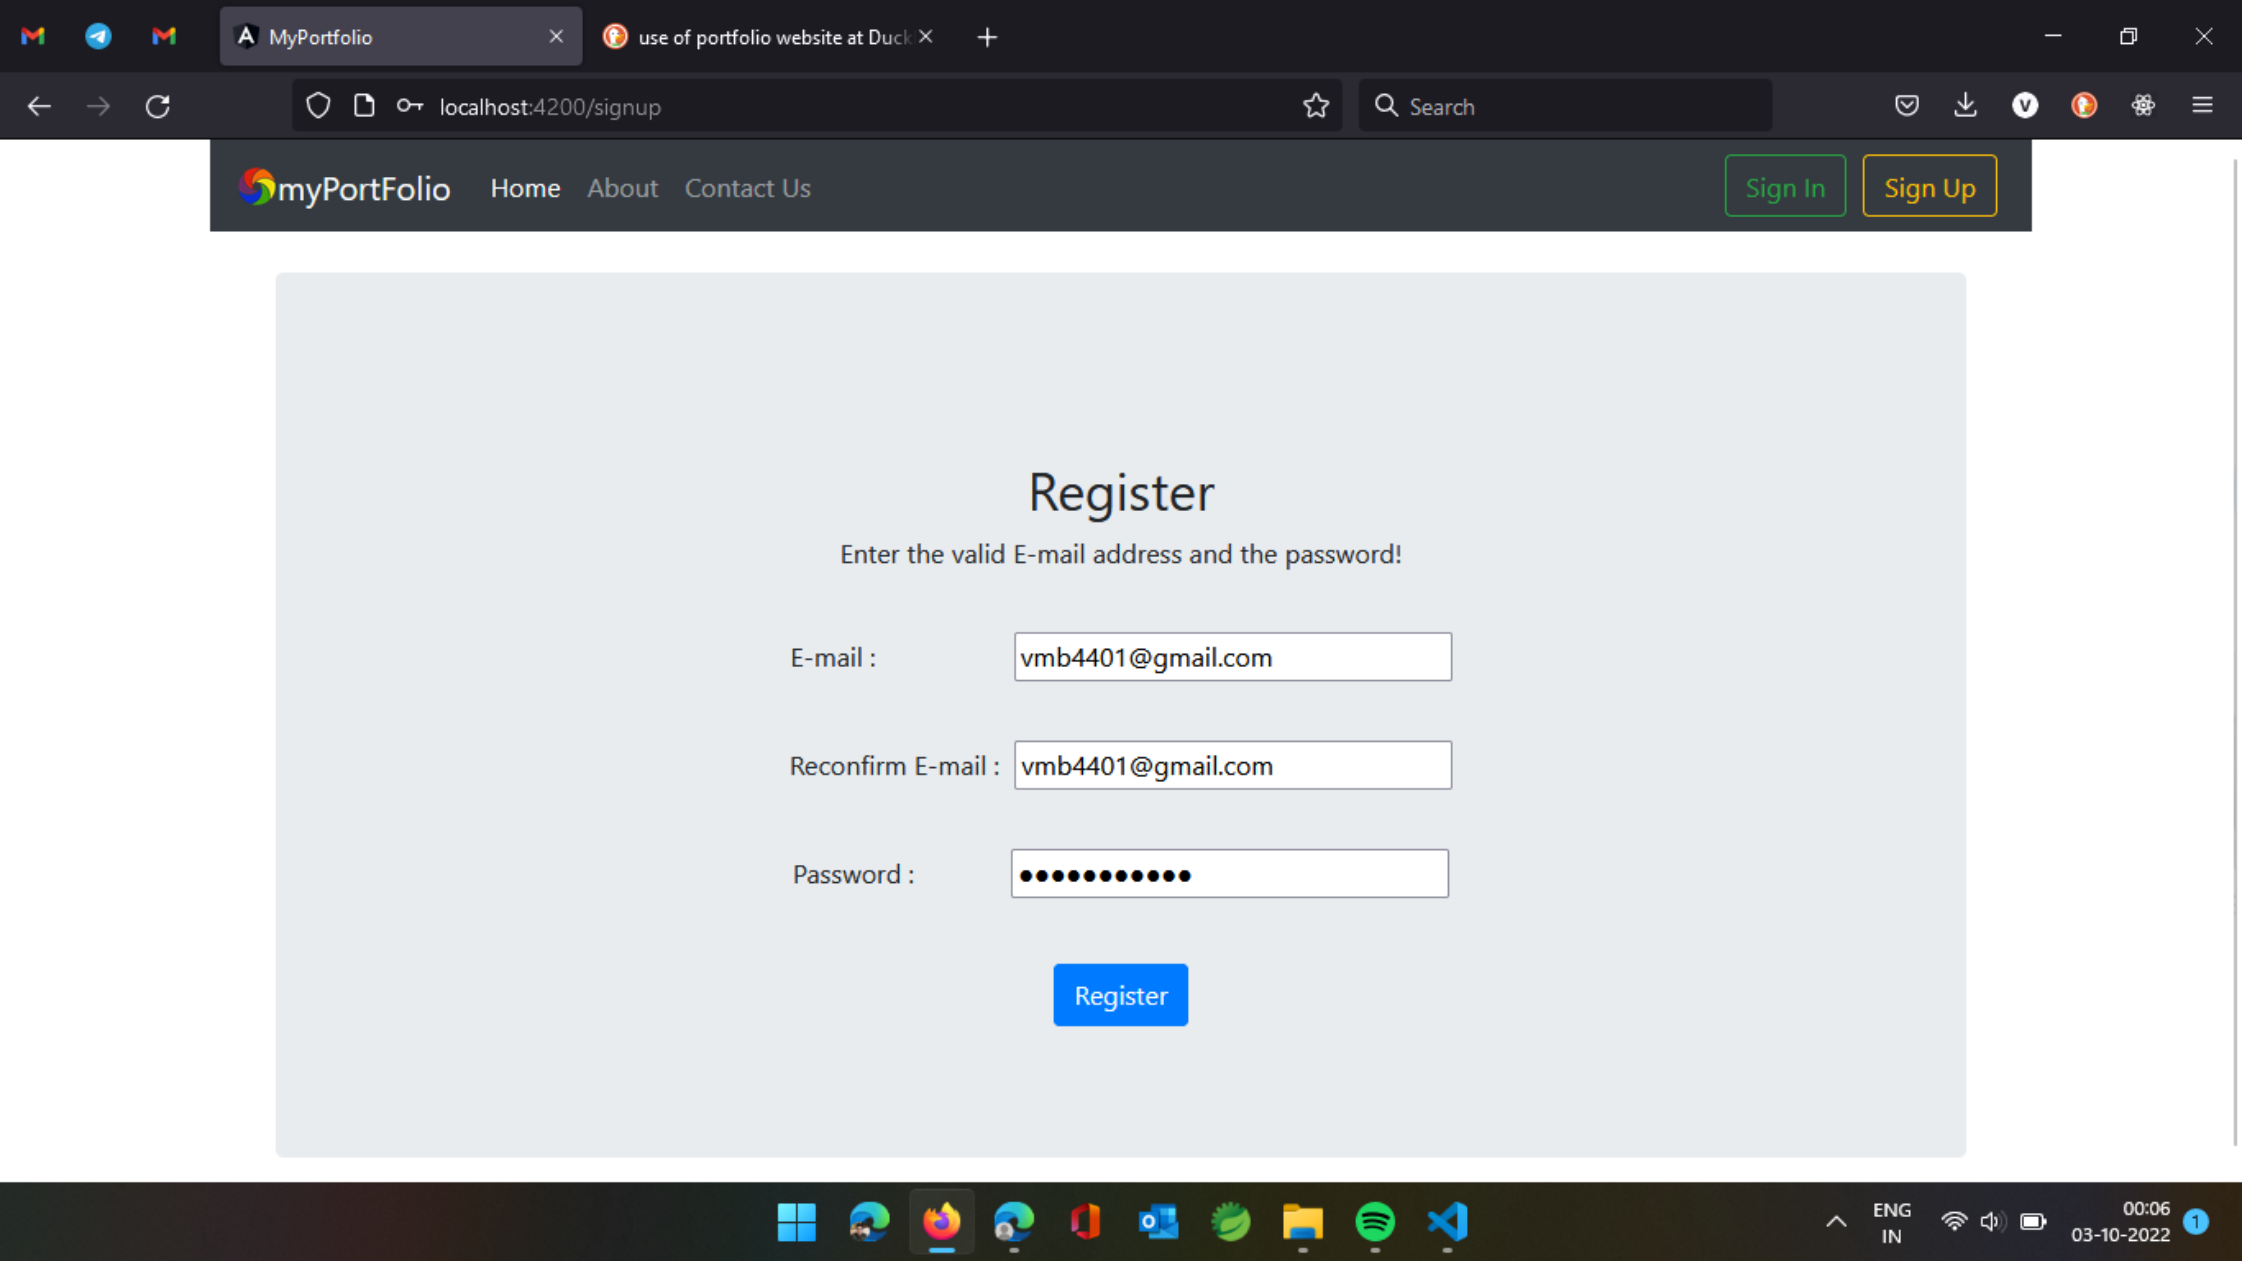 MyPortfolio
use of portfolio website at Duck
localhost:4200/signup
Search
myPortFolio Home About Contact Us Sign In Sign Up
Register
Enter the valid E-mail address and the password!
E-mail : vmb4401@gmail.com
Reconfirm E-mail : vmb4401@gmail.com
Password : ●●●●●●●●●●●
Register
ENG
IN
00:06
03-10-2022
1